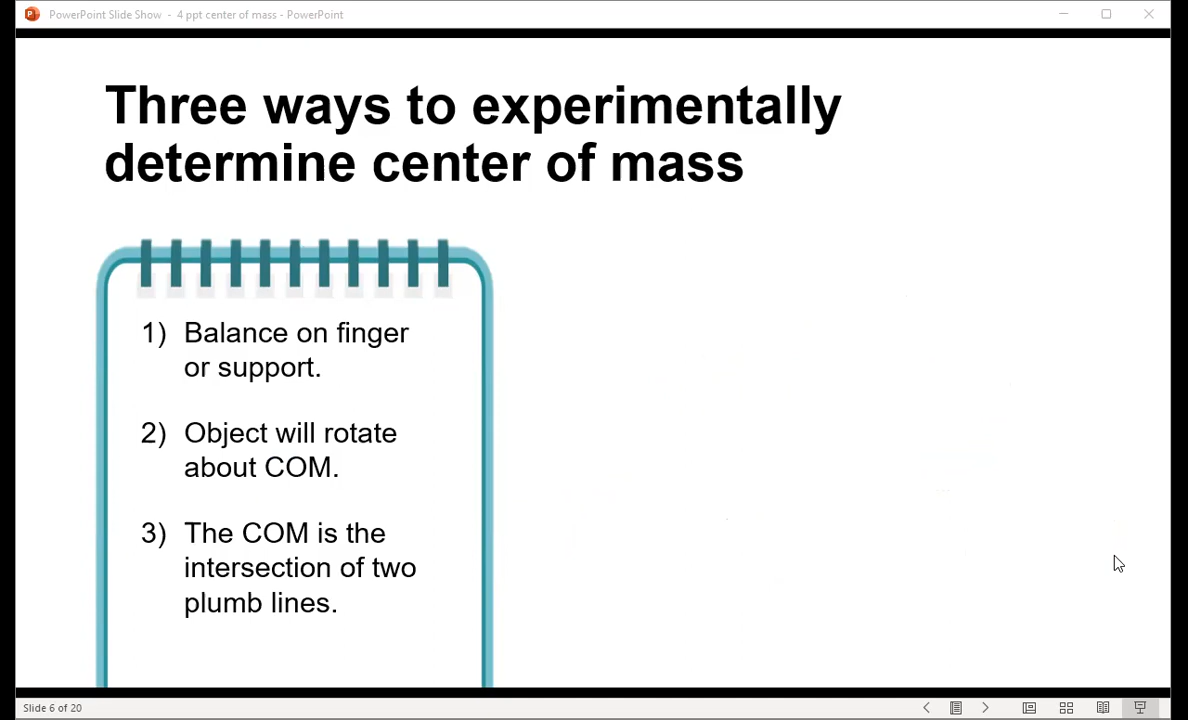 PowerPoint Slide Show - 4 ppt center of mass - PowerPoint
Three ways to experimentally
determine center of mass
1) Balance on finger
or support.
2) Object will rotate
about COM.
3) The COM is the
intersection of two
plumb lines.
Slide 6 of 20